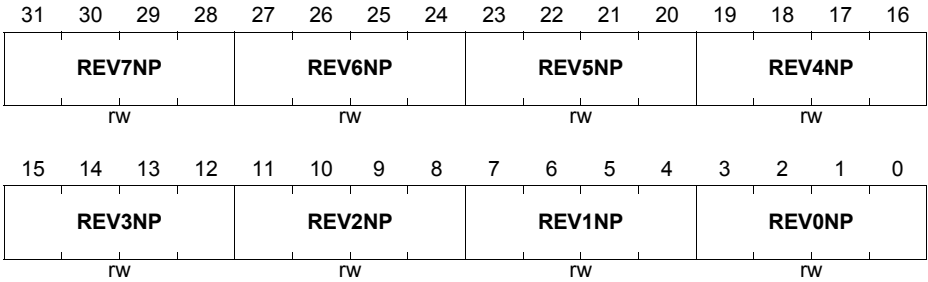 31 30 29 28 27 26 25 24 23 22 21 20 19 18 17 16
REV7NP REV6NP REV5NP REV4NP
rw rw rw rw
15 14 13 12 11 10 9 8 7 6 5 4 3 2 1 0
REV3NP REV2NP REV1NP REV0NP
rw rw rw rw